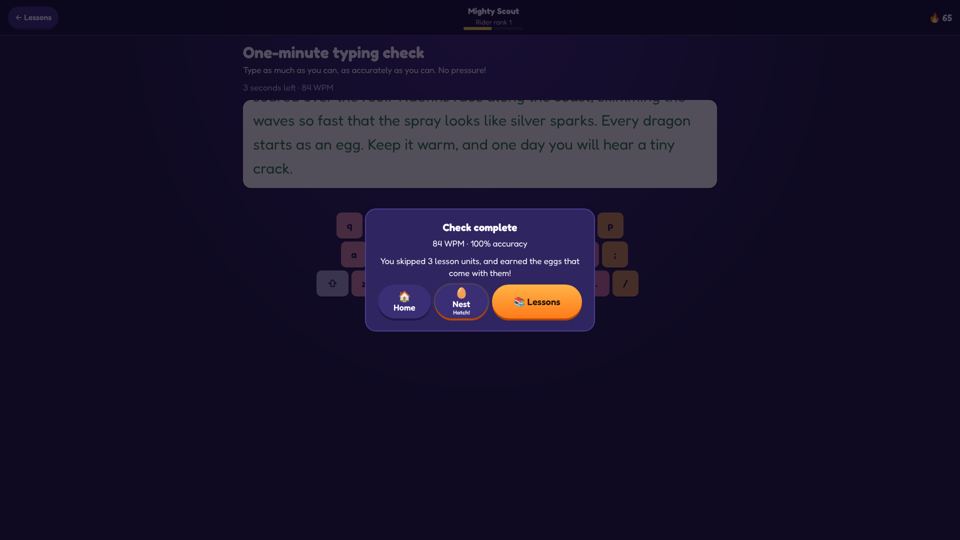 ← Lessons
Mighty Scout
Rider rank 1
🔥 65
One-minute typing check
Type as much as you can, as accurately as you can. No pressure!
3 seconds left · 84 WPM
waves so fast that the spray looks like silver sparks. Every dragon
starts as an egg. Keep it warm, and one day you will hear a tiny
crack.
q
p
a
;
⇧
/
Check complete
84 WPM · 100% accuracy
You skipped 3 lesson units, and earned the eggs that
come with them!
🏠
Home
🥚
Nest
Hatch!
📚 Lessons